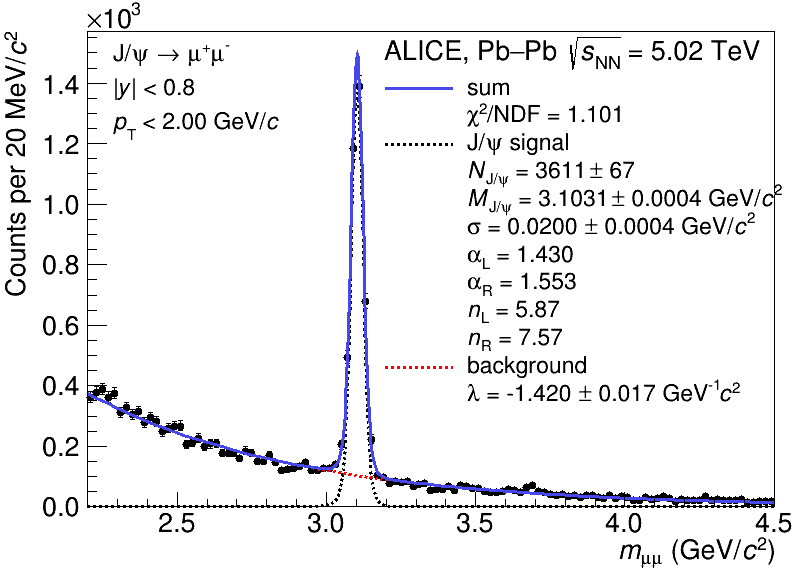 ×10³
J/ψ → μ⁺μ⁻
|y| < 0.8
p_T < 2.00 GeV/c
ALICE, Pb–Pb √s_NN = 5.02 TeV
sum
χ²/NDF = 1.101
J/ψ signal
N_J/ψ = 3611 ± 67
M_J/ψ = 3.1031 ± 0.0004 GeV/c²
σ = 0.0200 ± 0.0004 GeV/c²
α_L = 1.430
α_R = 1.553
n_L = 5.87
n_R = 7.57
background
λ = -1.420 ± 0.017 GeV⁻¹c²
Counts per 20 MeV/c²
1.4
1.2
1.0
0.8
0.6
0.4
0.2
0.0
2.5 3.0 3.5 4.0 4.5
m_μμ (GeV/c²)